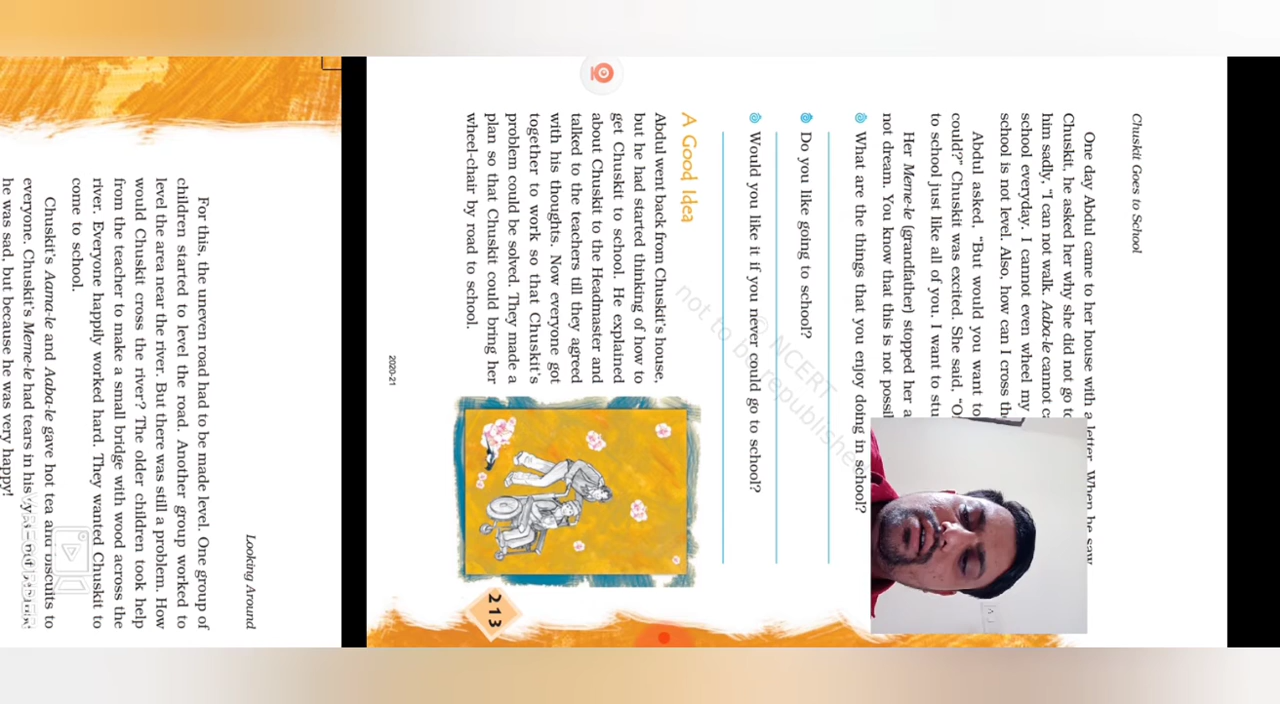 Chuskit Goes to School
One day Abdul came to her house with a letter. When he saw
Chuskit, he asked her why she did not go to
him sadly, "I can not walk. Aaba-le cannot
school everyday. I cannot even wheel my
school is not level. Also, how can I cross
Abdul asked, "But would you want to
could?" Chuskit was excited. She said,
to school just like all of you. I want to
Her Meme-le (grandfather) stopped her
not dream. You know that this is not
What are the things that you enjoy doing in school?
Do you like going to school?
Would you like it if you never could go to school?
A Good Idea
Abdul went back from Chuskit's house,
but he had started thinking of how to
get Chuskit to school. He explained
about Chuskit to the Headmaster and
talked to the teachers till they agreed
with his thoughts. Now everyone got
together to work so that Chuskit's
problem could be solved. They made a
plan so that Chuskit could bring her
wheel-chair by road to school.
213
2020-21
© NCERT
not to be republished
Looking Around
For this, the uneven road had to be made level. One group of
children started to level the road. Another group worked to
level the area near the river. But there was still a problem. How
would Chuskit cross the river? The older children took help
from the teacher to make a small bridge with wood across the
river. Everyone happily worked hard. They wanted Chuskit to
come to school.
Chuskit's Aama-le and Aaba-le gave hot tea and biscuits to
everyone. Chuskit's Meme-le had tears in his
he was sad, but because he was very happy!